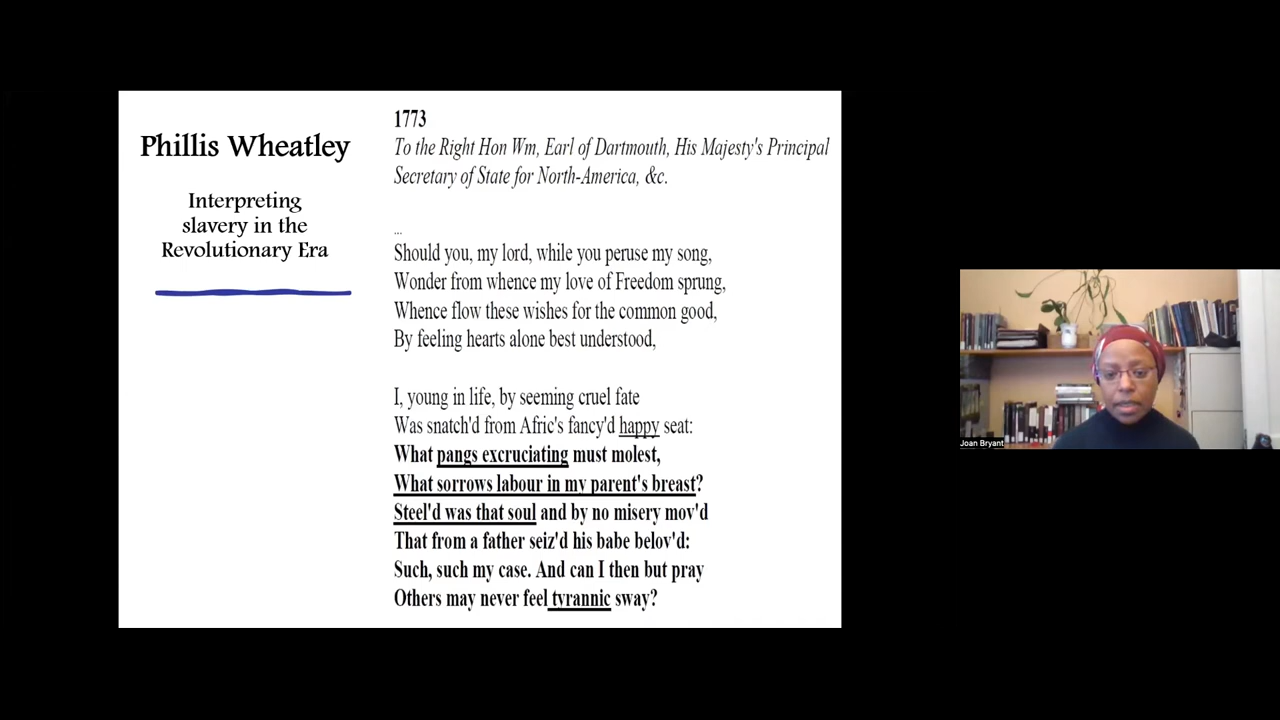 Phillis Wheatley
Interpreting
slavery in the
Revolutionary Era
1773
To the Right Hon Wm, Earl of Dartmouth, His Majesty's Principal
Secretary of State for North-America, &c.
...
Should you, my lord, while you peruse my song,
Wonder from whence my love of Freedom sprung,
Whence flow these wishes for the common good,
By feeling hearts alone best understood,
I, young in life, by seeming cruel fate
Was snatch'd from Afric's fancy'd happy seat:
What pangs excruciating must molest,
What sorrows labour in my parent's breast?
Steel'd was that soul and by no misery mov'd
That from a father seiz'd his babe belov'd:
Such, such my case. And can I then but pray
Others may never feel tyrannic sway?
Joan Bryant